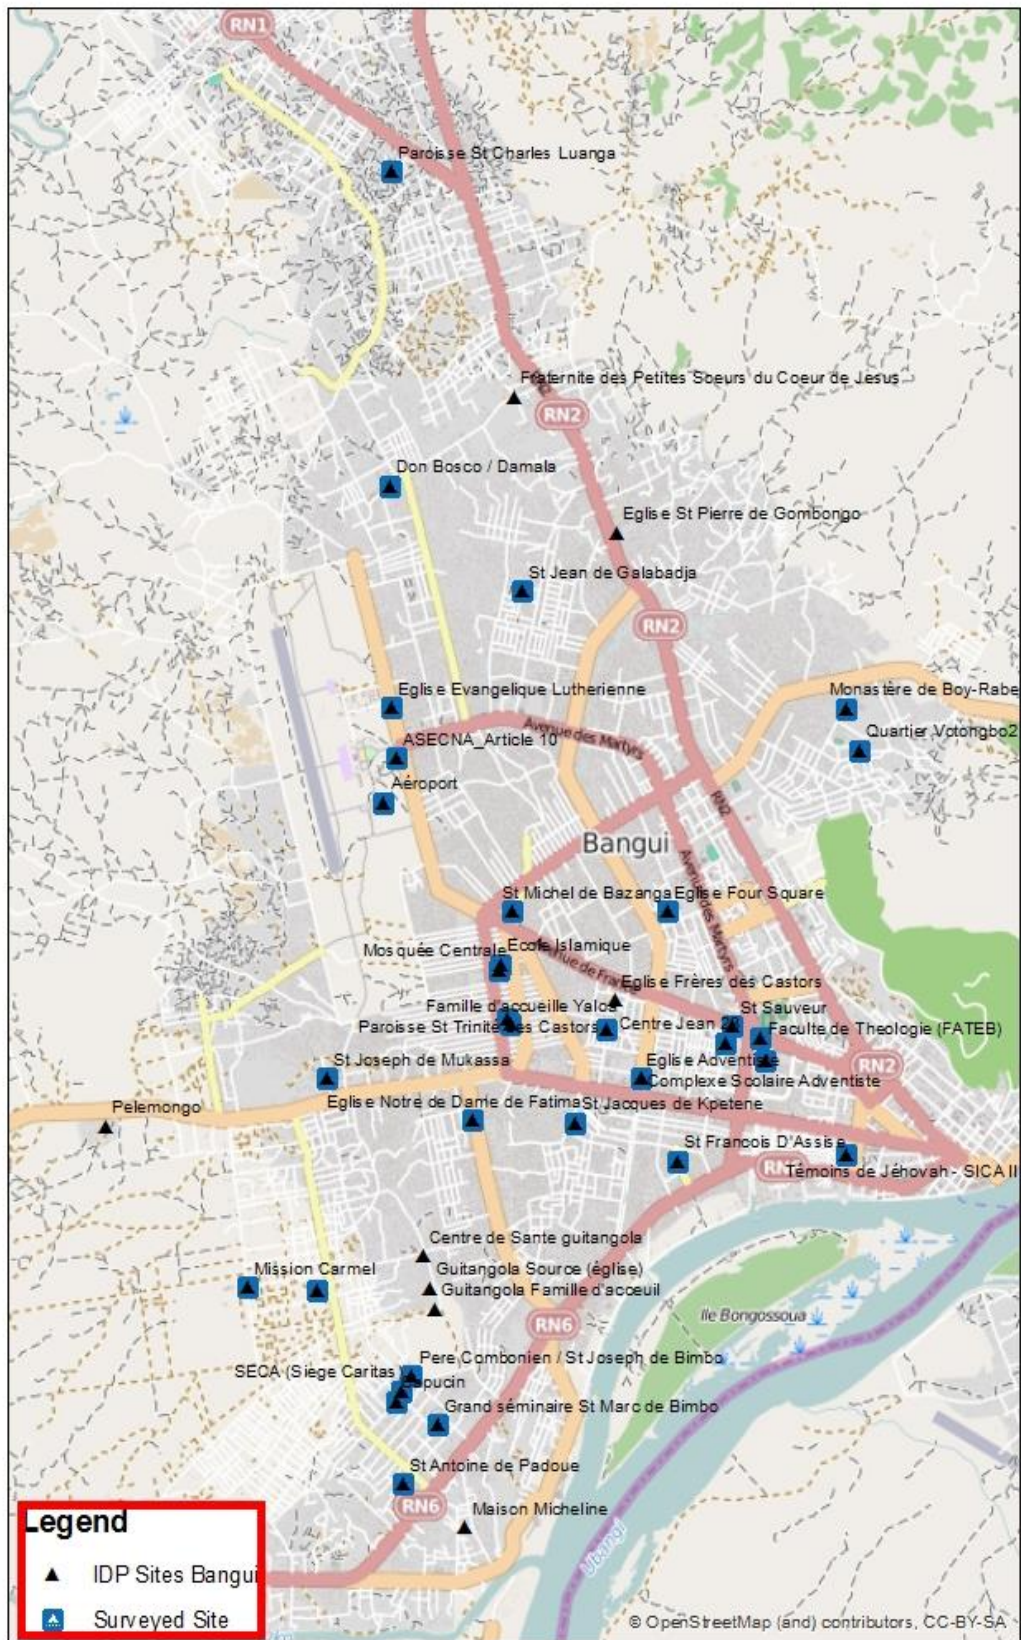 RN1
Paroisse St Charles Luanga
Fraternite des Petites Soeurs du Coeur de Jesus
RN2
RN2
Don Bosco / Damala
Eglise St Pierre de Gombongo
St Jean de Galabadja
RN2
Eglise Evangelique Lutherienne
Monastère de Boy-Rabe
Avenue des Martyrs
Quartier Votongbo2
ASECNA_Article 10
Aéroport
RN2
Bangui
Avenue des Martyrs
St Michel de Bazanga
Eglise Four Square
Ecole Islamique
Mosquée Centrale
Rue de France
Eglise Frères des Castors
Famille d'accueille Yalos
St Sauveur
Paroisse St Trinité des Castors
Centre Jean 23
Faculte de Theologie (FATEB)
St Joseph de Mukassa
Eglise Adventiste
RN2
Complexe Scolaire Adventiste
Pelemongo
Eglise Notre de Dame de Fatima
St Jacques de Kpetene
St Francois D'Assise
Témoins de Jéhovah - SICA II
Centre de Sante guitangola
Mission Carmel
Guitangola Source (église)
Guitangola Famille d'acceuil
Ile Bongossoua
RN6
Pere Combonien / St Joseph de Bimbo
SECA (Siege Caritas)
Capucin
Grand séminaire St Marc de Bimbo
St Antoine de Padoue
RN6
Maison Micheline
Ubangi
Legend
IDP Sites Bangui
Surveyed Site
© OpenStreetMap (and) contributors, CC-BY-SA